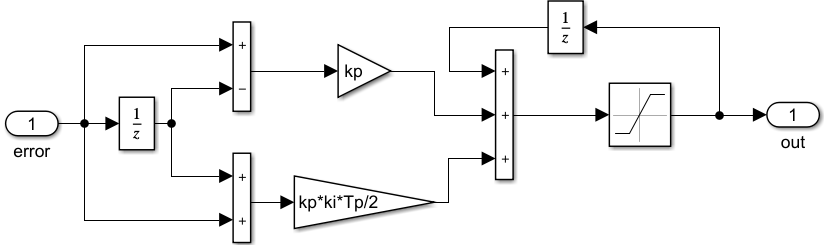 1
z
+
−
kp
+
+
+
1
error
1
z
1
out
+
+
kp*ki*Tp/2